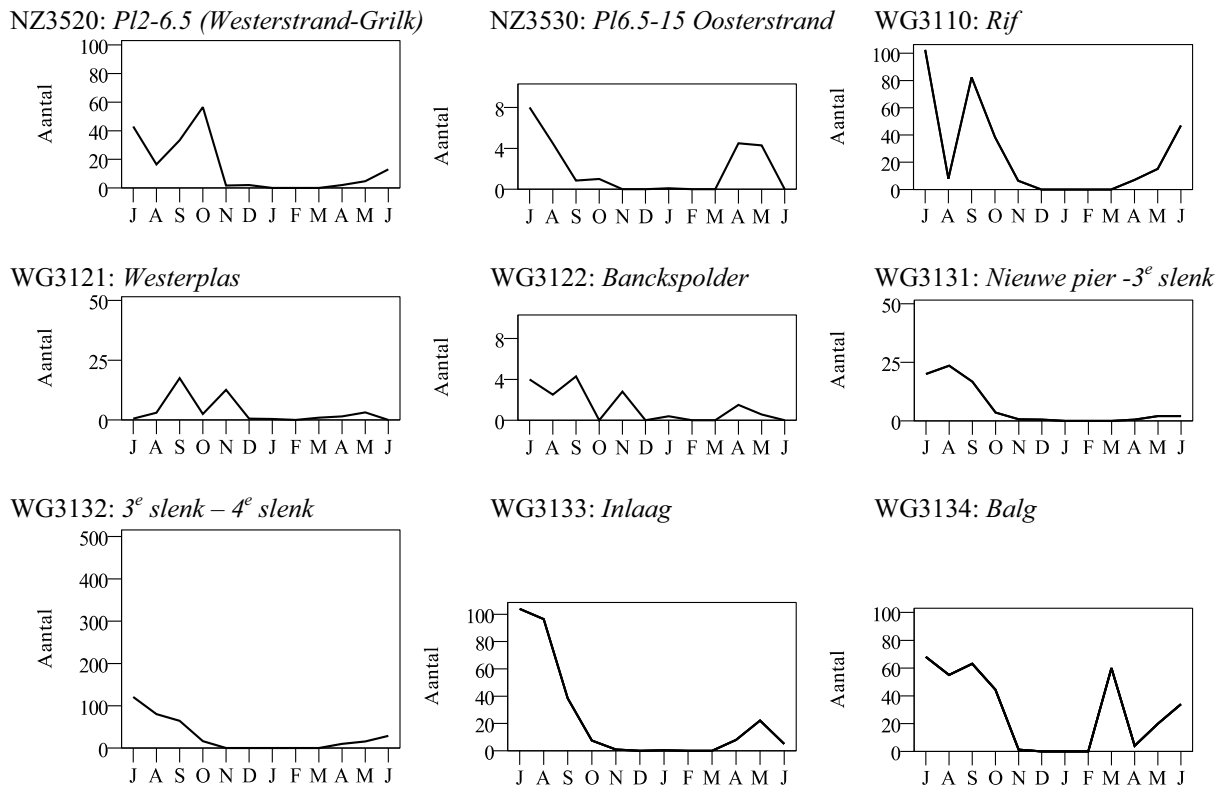 NZ3520: Pl2-6.5 (Westerstrand-Grilk)
Aantal
100
80
60
40
20
0
J A S O N D J F M A M J
NZ3530: Pl6.5-15 Oosterstrand
Aantal
8
4
0
J A S O N D J F M A M J
WG3110: Rif
Aantal
100
80
60
40
20
0
J A S O N D J F M A M J
WG3121: Westerplas
Aantal
50
25
0
J A S O N D J F M A M J
WG3122: Banckspolder
Aantal
8
4
0
J A S O N D J F M A M J
WG3131: Nieuwe pier -3e slenk
Aantal
50
25
0
J A S O N D J F M A M J
WG3132: 3e slenk – 4e slenk
Aantal
500
400
300
200
100
0
J A S O N D J F M A M J
WG3133: Inlaag
Aantal
100
80
60
40
20
0
J A S O N D J F M A M J
WG3134: Balg
Aantal
100
80
60
40
20
0
J A S O N D J F M A M J